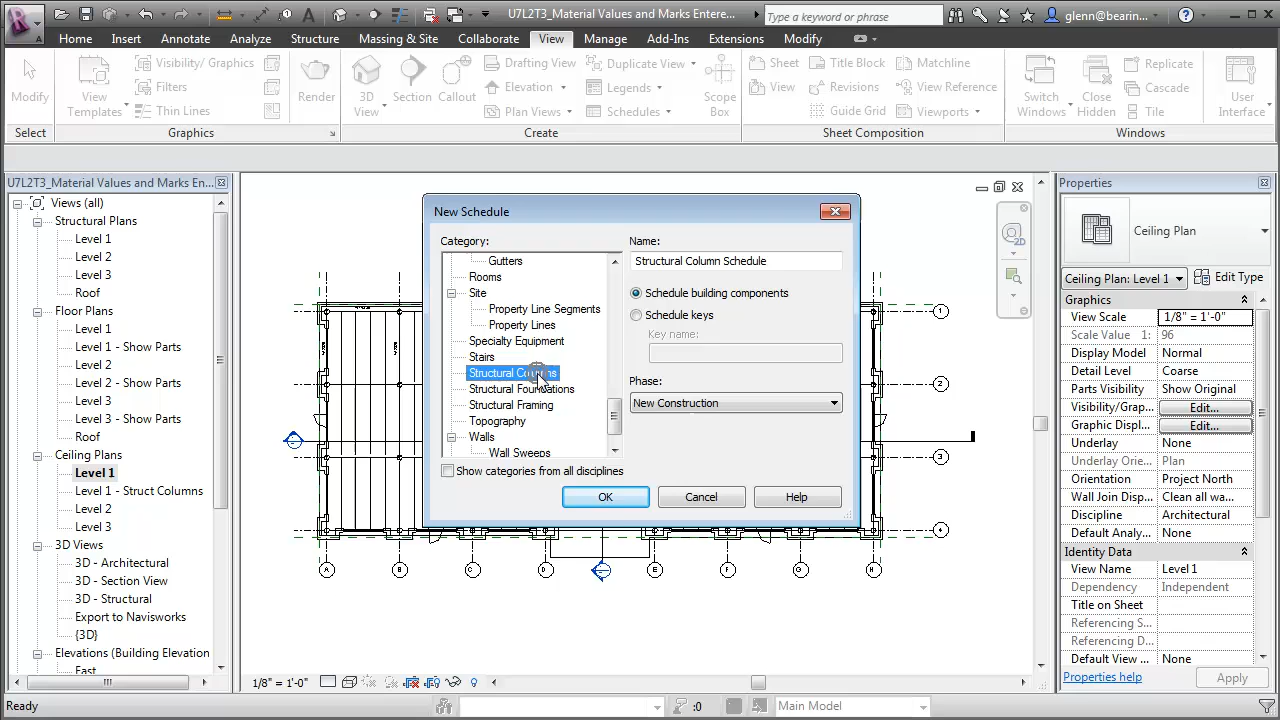 U7L2T3_Material Values and Marks Entere...
Type a keyword or phrase
glenn@bearin...
Home Insert Annotate Analyze Structure Massing & Site Collaborate View Manage Add-Ins Extensions Modify
Modify
View Templates
Visibility/ Graphics
Filters
Thin Lines
Render
3D View
Section
Callout
Drafting View
Elevation
Plan Views
Duplicate View
Legends
Schedules
Scope Box
Sheet
View
Title Block
Revisions
Guide Grid
Matchline
View Reference
Viewports
Switch Windows
Close Hidden
Replicate
Cascade
Tile
User Interface
Select Graphics Create Sheet Composition Windows
U7L2T3_Material Values and Marks En...
Views (all)
Structural Plans
Level 1
Level 2
Level 3
Roof
Floor Plans
Level 1
Level 1 - Show Parts
Level 2
Level 2 - Show Parts
Level 3
Level 3 - Show Parts
Roof
Ceiling Plans
Level 1
Level 1 - Struct Columns
Level 2
Level 3
3D Views
3D - Architectural
3D - Section View
3D - Structural
Export to Navisworks
{3D}
Elevations (Building Elevation
East
New Schedule
Category:
Gutters
Rooms
Site
Property Line Segments
Property Lines
Specialty Equipment
Stairs
Structural Columns
Structural Foundations
Structural Framing
Topography
Walls
Wall Sweeps
Show categories from all disciplines
Name:
Structural Column Schedule
Schedule building components
Schedule keys
Key name:
Phase:
New Construction
OK Cancel Help
1
2
3
4
A B C D E F G H
1/8" = 1'-0"
Properties
Ceiling Plan
Ceiling Plan: Level 1 Edit Type
Graphics
View Scale 1/8" = 1'-0"
Scale Value 1: 96
Display Model Normal
Detail Level Coarse
Parts Visibility Show Original
Visibility/Grap... Edit...
Graphic Displ... Edit...
Underlay None
Underlay Orie... Plan
Orientation Project North
Wall Join Disp... Clean all wa...
Discipline Architectural
Default Analy... None
Identity Data
View Name Level 1
Dependency Independent
Title on Sheet
Referencing S...
Referencing D...
Default View ... None
Properties help Apply
Ready
:0
Main Model